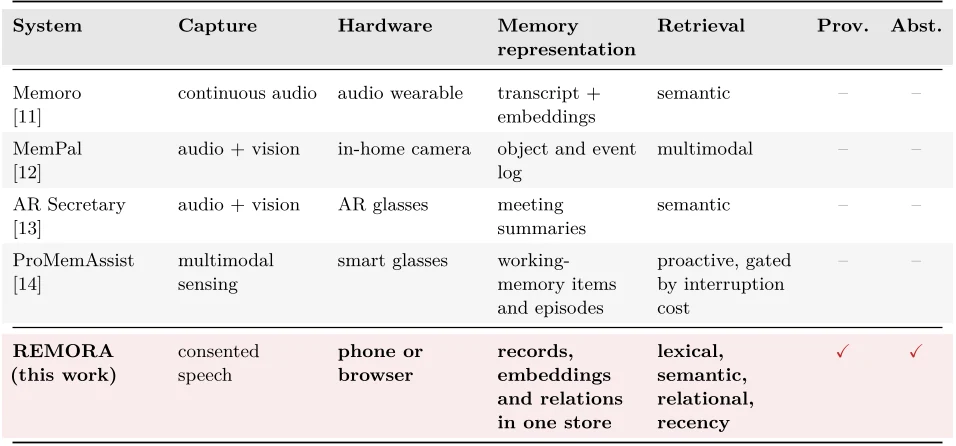 System Capture Hardware Memory representation Retrieval Prov. Abst.
Memoro [11] continuous audio audio wearable transcript + embeddings semantic – –
MemPal [12] audio + vision in-home camera object and event log multimodal – –
AR Secretary [13] audio + vision AR glasses meeting summaries semantic – –
ProMemAssist [14] multimodal sensing smart glasses working-memory items and episodes proactive, gated by interruption cost – –
REMORA (this work) consented speech phone or browser records, embeddings and relations in one store lexical, semantic, relational, recency ✓ ✓